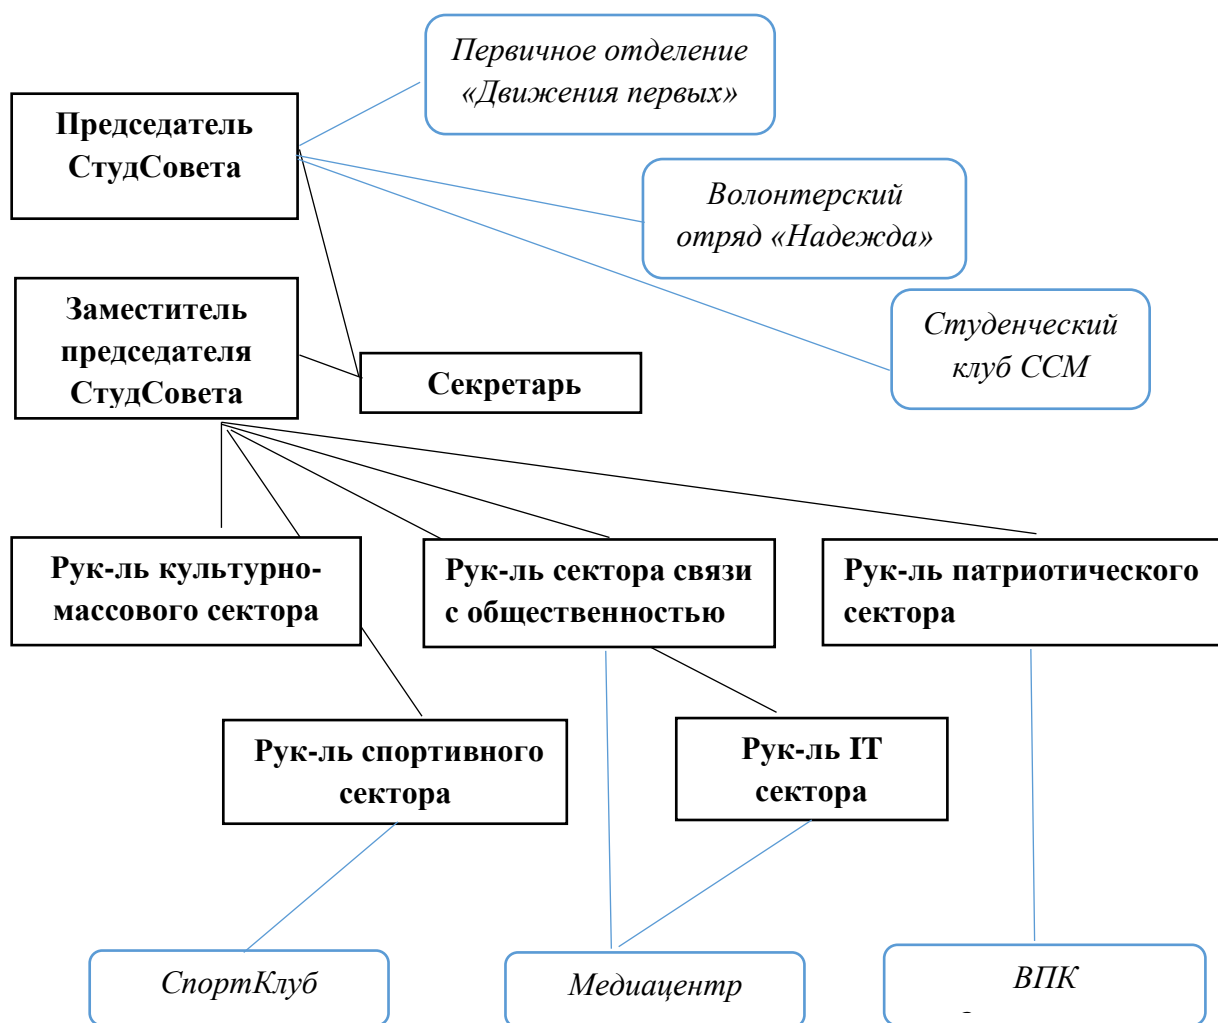 Первичное отделение
«Движения первых»
Председатель
СтудСовета
Волонтерский
отряд «Надежда»
Заместитель
председателя
СтудСовета
Студенческий
клуб ССМ
Секретарь
Рук-ль культурно-
массового сектора
Рук-ль сектора связи
с общественностью
Рук-ль патриотического
сектора
Рук-ль спортивного
сектора
Рук-ль IT
сектора
СпортКлуб
Медиацентр
ВПК